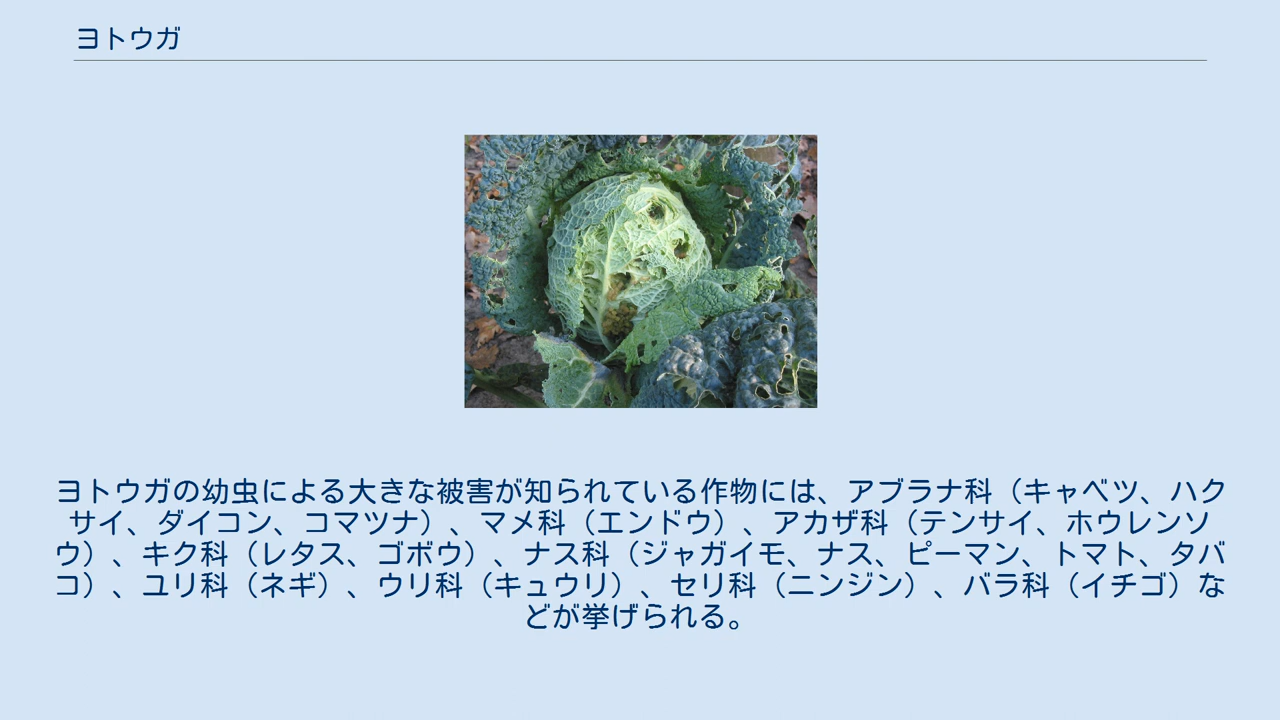 ヨトウガ
ヨトウガの幼虫による大きな被害が知られている作物には、アブラナ科（キャベツ、ハク
サイ、ダイコン、コマツナ）、マメ科（エンドウ）、アカザ科（テンサイ、ホウレンソ
ウ）、キク科（レタス、ゴボウ）、ナス科（ジャガイモ、ナス、ピーマン、トマト、タバ
コ）、ユリ科（ネギ）、ウリ科（キュウリ）、セリ科（ニンジン）、バラ科（イチゴ）な
どが挙げられる。